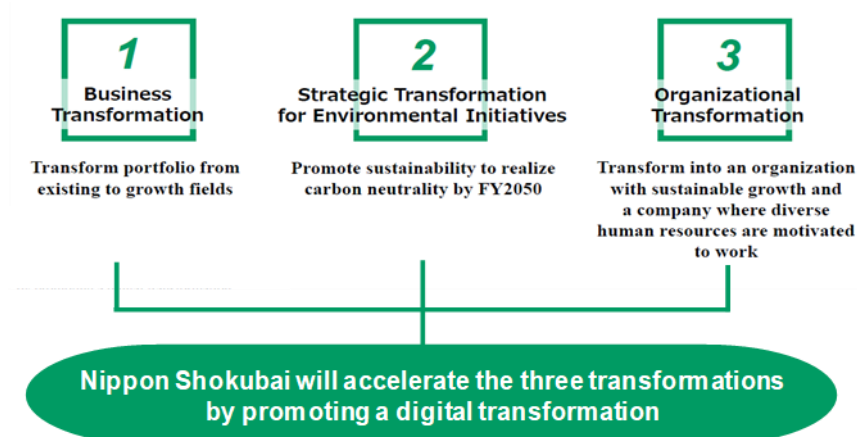 1
Business
Transformation
Transform portfolio from
existing to growth fields
2
Strategic Transformation
for Environmental Initiatives
Promote sustainability to realize
carbon neutrality by FY2050
3
Organizational
Transformation
Transform into an organization
with sustainable growth and
a company where diverse
human resources are motivated
to work
Nippon Shokubai will accelerate the three transformations
by promoting a digital transformation